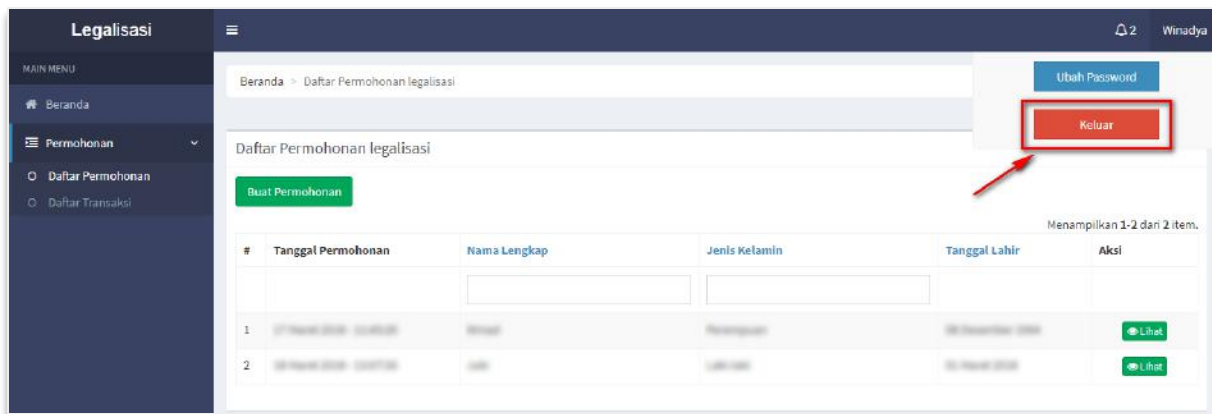 Legalisasi
2 Winadya
MAIN MENU
Beranda > Daftar Permohonan legalisasi
Ubah Password
Beranda
Keluar
Permohonan
Daftar Permohonan legalisasi
Daftar Permohonan
Buat Permohonan
Daftar Transaksi
Menampilkan 1-2 dari 2 item.
# Tanggal Permohonan Nama Lengkap Jenis Kelamin Tanggal Lahir Aksi
1 Lihat
2 Lihat